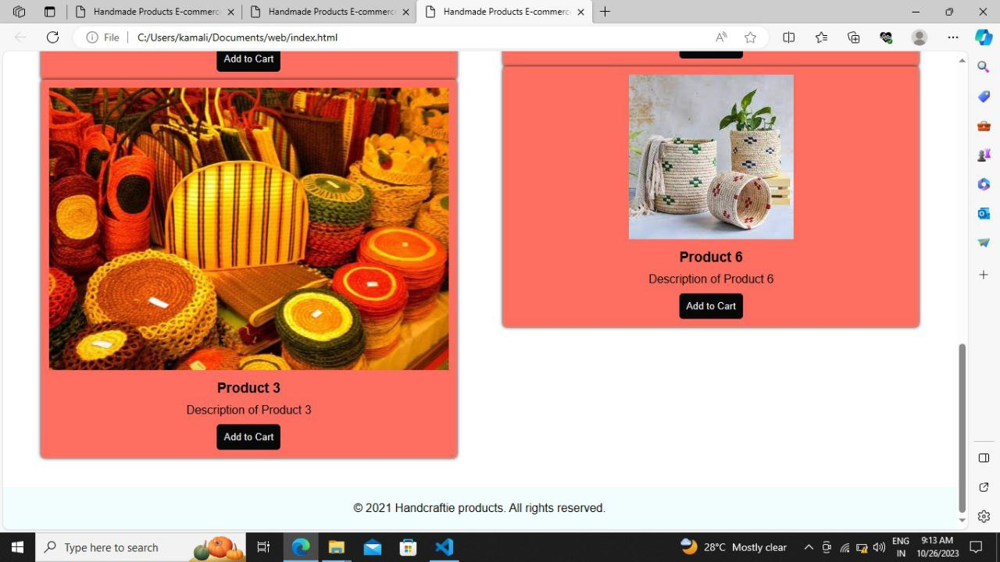 Handmade Products E-commerc
Handmade Products E-commerc
Handmade Products E-commerc
File
C:/Users/kamali/Documents/web/index.html
Add to Cart
Product 3
Description of Product 3
Add to Cart
Product 6
Description of Product 6
Add to Cart
© 2021 Handcraftie products. All rights reserved.
Type here to search
28°C Mostly clear
ENG
IN
9:13 AM
10/26/2023